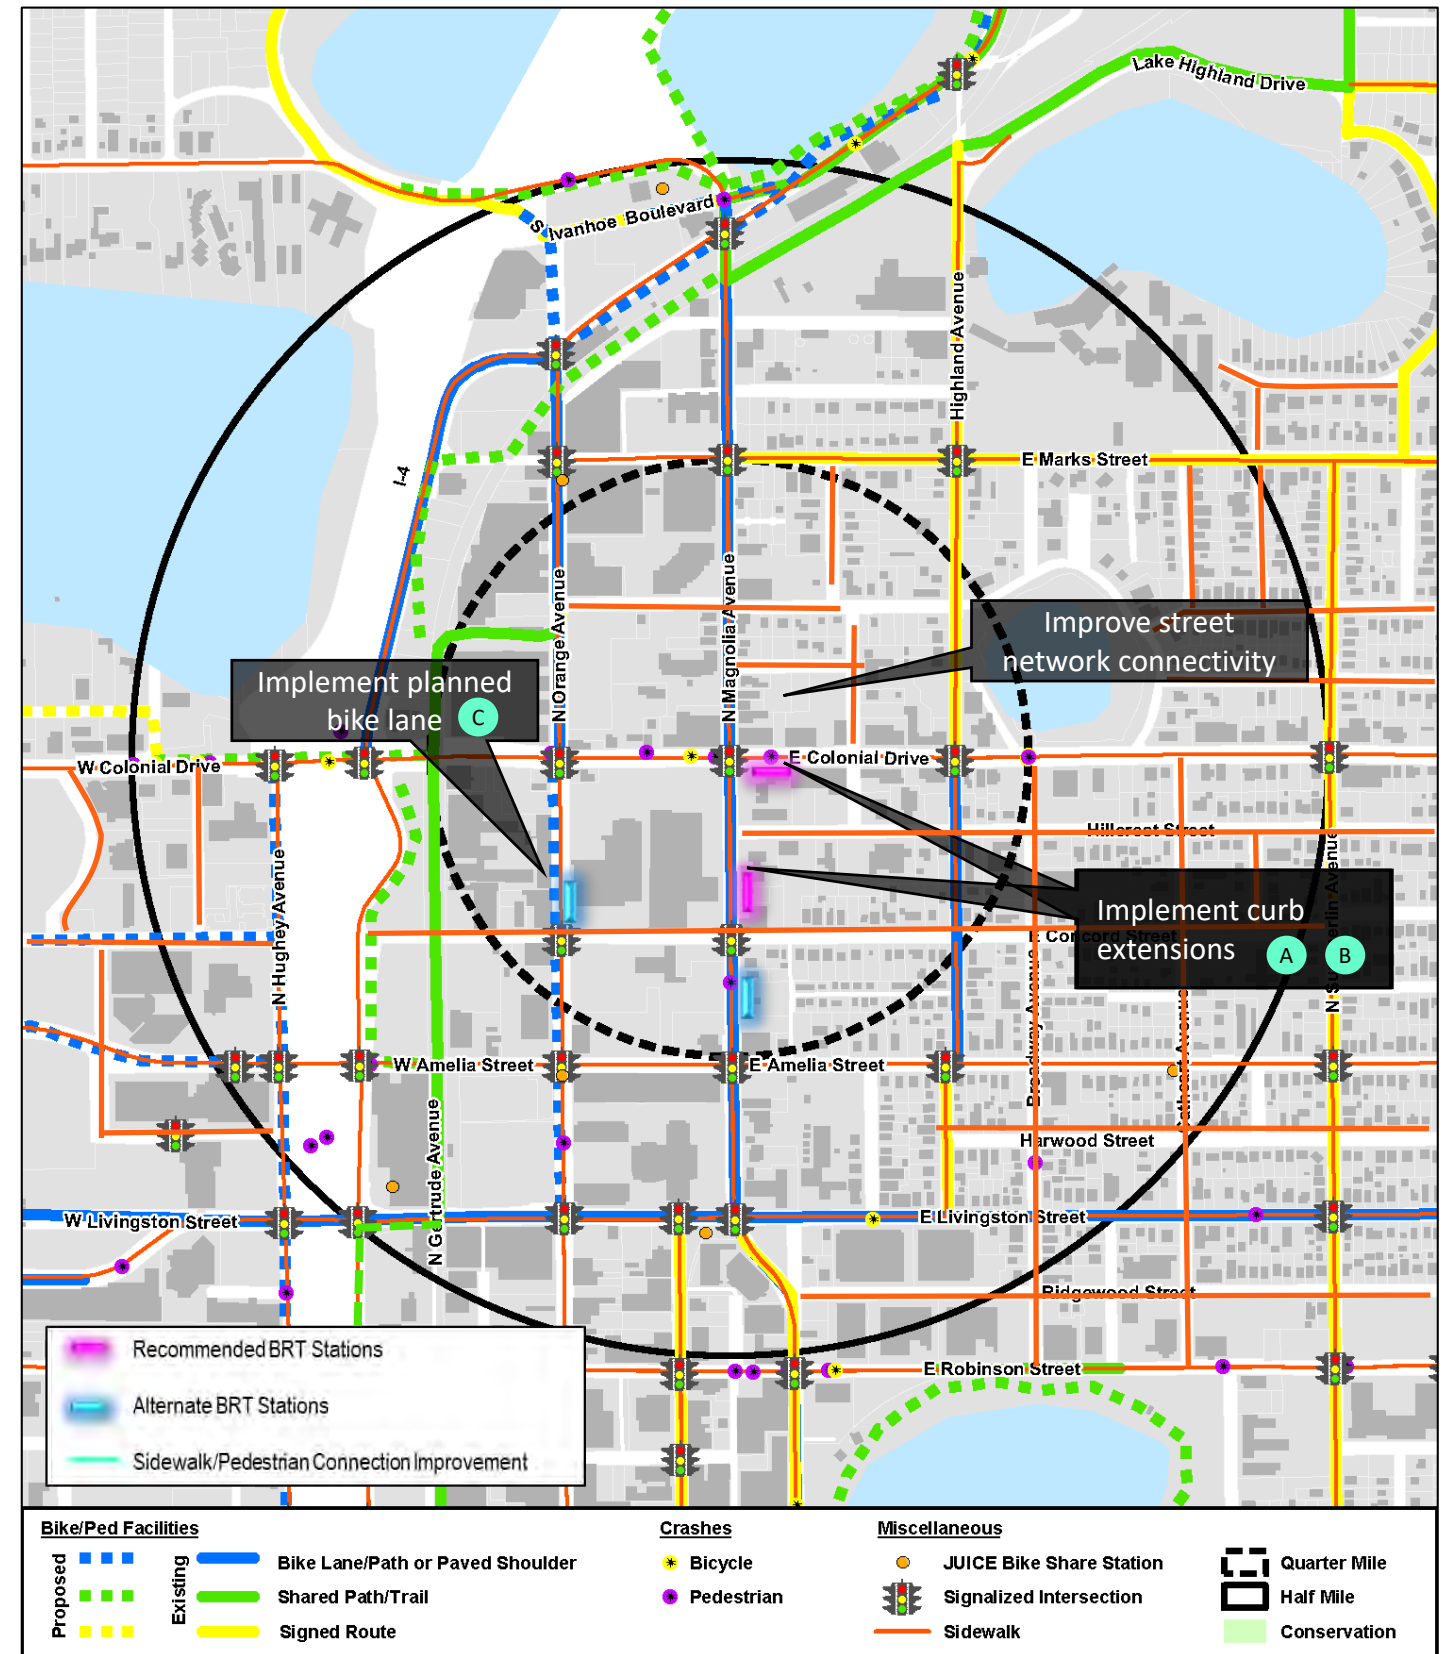 Lake Highland Drive
S Ivanhoe Boulevard
Highland Avenue
I-4
E Marks Street
N Orange Avenue
N Magnolia Avenue
Improve street
network connectivity
Implement planned
bike lane C
W Colonial Drive
E Colonial Drive
Hillcrest Street
N Hughey Avenue
Implement curb
extensions A B
E Concord Street
Broadway Avenue
W Amelia Street
E Amelia Street
N Gertrude Avenue
Harwood Street
W Livingston Street
E Livingston Street
Ridgewood Street
E Robinson Street
Recommended BRT Stations
Alternate BRT Stations
Sidewalk/Pedestrian Connection Improvement
Bike/Ped Facilities
Proposed
Existing
Bike Lane/Path or Paved Shoulder
Shared Path/Trail
Signed Route
Crashes
Bicycle
Pedestrian
Miscellaneous
JUICE Bike Share Station
Signalized Intersection
Sidewalk
Quarter Mile
Half Mile
Conservation